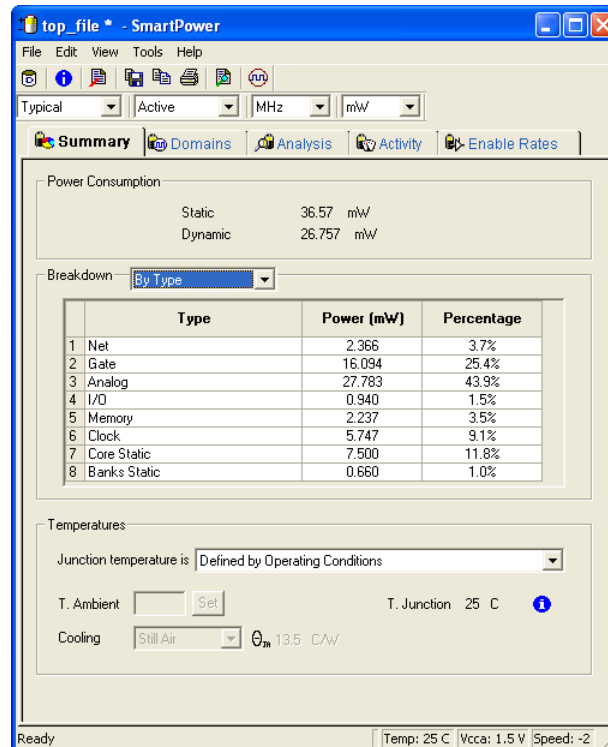 top_file * - SmartPower
File Edit View Tools Help
Typical Active MHz mW
Summary Domains Analysis Activity Enable Rates
Power Consumption
Static 36.57 mW
Dynamic 26.757 mW
Breakdown By Type
Type Power (mW) Percentage
1 Net 2.366 3.7%
2 Gate 16.094 25.4%
3 Analog 27.783 43.9%
4 I/O 0.940 1.5%
5 Memory 2.237 3.5%
6 Clock 5.747 9.1%
7 Core Static 7.500 11.8%
8 Banks Static 0.660 1.0%
Temperatures
Junction temperature is Defined by Operating Conditions
T. Ambient Set T. Junction 25 C
Cooling Still Air θJA 13.5 C/W
Ready Temp: 25 C Vcca: 1.5 V Speed: -2